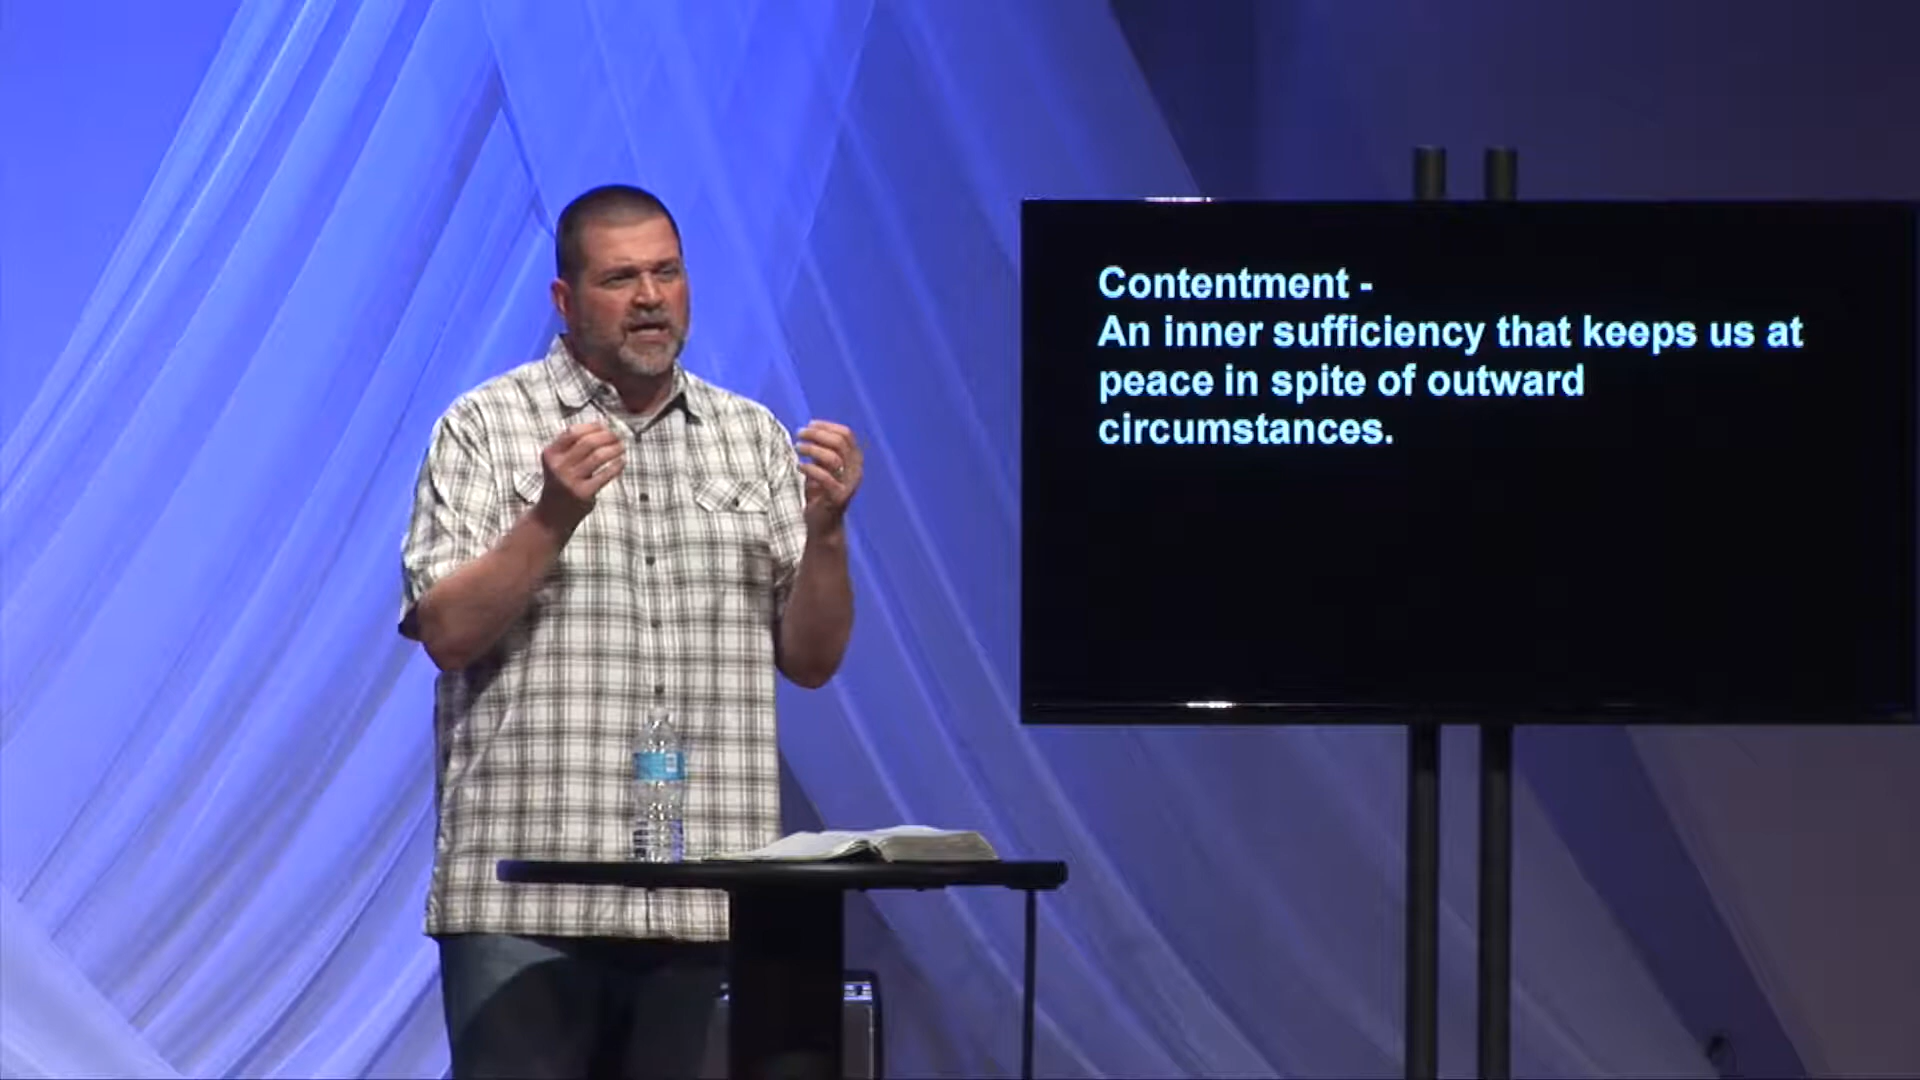 Contentment -
An inner sufficiency that keeps us at
peace in spite of outward
circumstances.